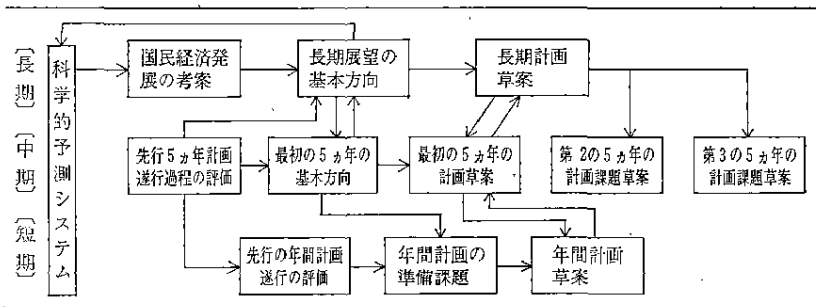 〔長期〕
〔中期〕
〔短期〕
科学的予測システム
国民経済発
展の考案
長期展望の
基本方向
長期計画
草案
先行5ヵ年計画
遂行過程の評価
最初の5ヵ年の
基本方向
最初の5ヵ年の
計画草案
第2の5ヵ年の
計画課題草案
第3の5ヵ年の
計画課題草案
先行の年間計画
遂行の評価
年間計画の
準備課題
年間計画
草案